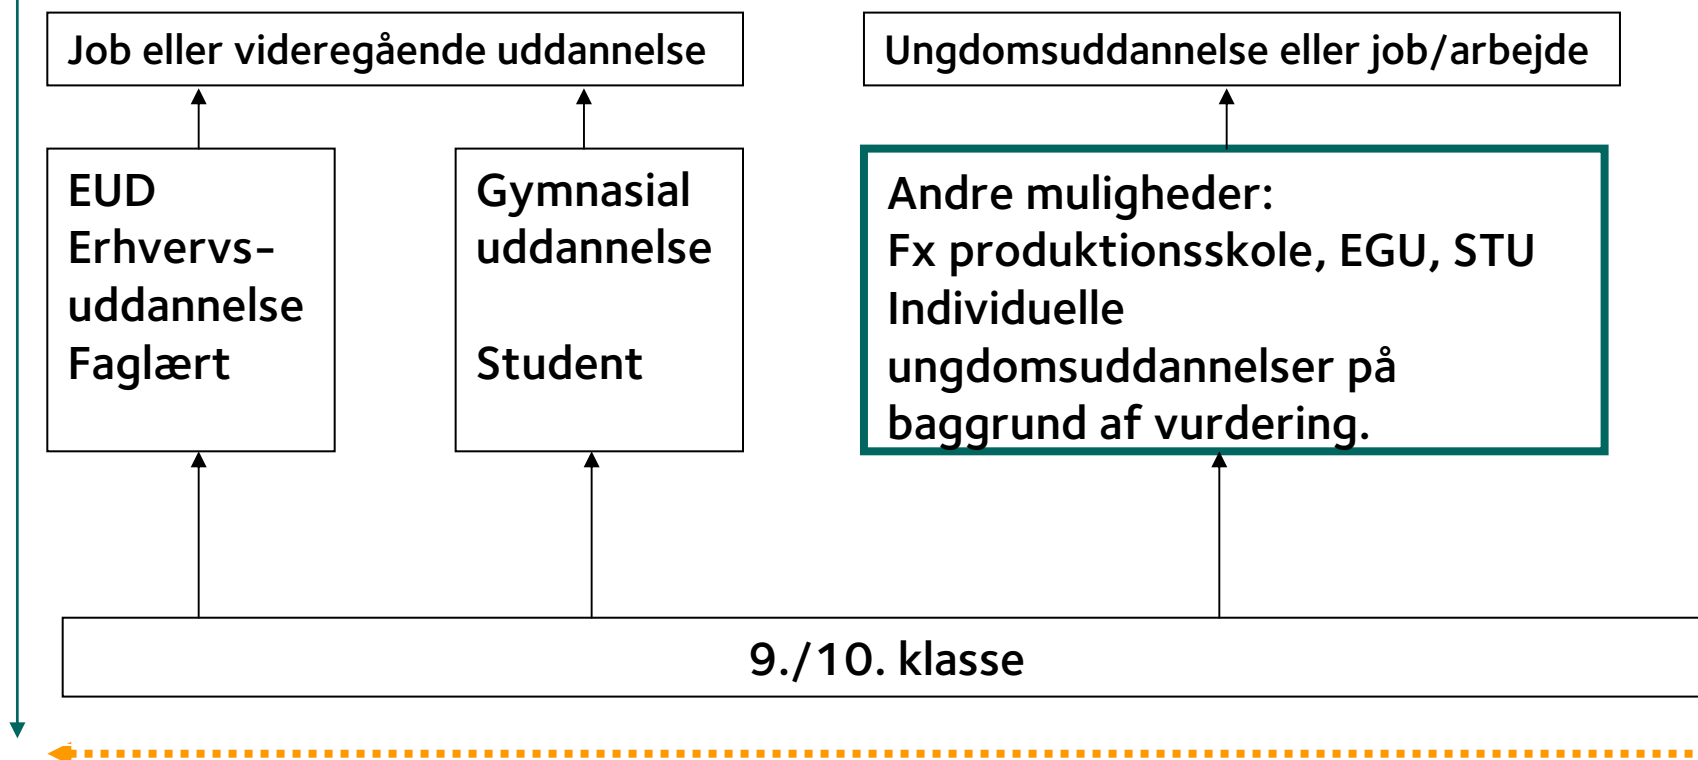 Job eller videregående uddannelse
Ungdomsuddannelse eller job/arbejde
EUD
Erhvervs-
uddannelse
Faglært
Gymnasial
uddannelse
Student
Andre muligheder:
Fx produktionsskole, EGU, STU
Individuelle
ungdomsuddannelser på
baggrund af vurdering.
9./10. klasse